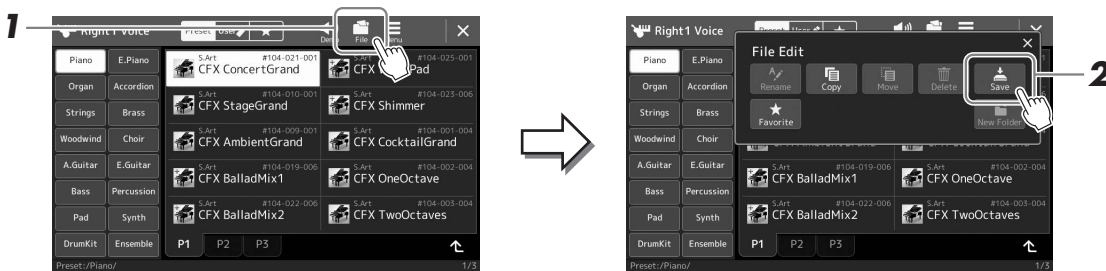 1
Right 1 Voice
Preset User
Demo File Menu
Piano E.Piano
Organ Accordion
Strings Brass
Woodwind Choir
A.Guitar E.Guitar
Bass Percussion
Pad Synth
DrumKit Ensemble
S.Art #104-021-001
CFX ConcertGrand
S.Art #104-025-001
CFX Pad
S.Art #104-010-001
CFX StageGrand
S.Art #104-023-006
CFX Shimmer
S.Art #104-009-001
CFX AmbientGrand
S.Art #104-001-004
CFX CocktailGrand
S.Art #104-019-006
CFX BalladMix1
S.Art #104-002-004
CFX OneOctave
S.Art #104-022-006
CFX BalladMix2
S.Art #104-003-004
CFX TwoOctaves
P1 P2 P3
Preset:/Piano/ 1/3
Right1 Voice
Preset User
File Edit
Rename Copy Move Delete Save
Favorite New Folder
2
Piano E.Piano
Organ Accordion
Strings Brass
Woodwind Choir
A.Guitar E.Guitar
Bass Percussion
Pad Synth
DrumKit Ensemble
S.Art #104-019-006
CFX BalladMix1
S.Art #104-002-004
CFX OneOctave
S.Art #104-022-006
CFX BalladMix2
S.Art #104-003-004
CFX TwoOctaves
P1 P2 P3
Preset:/Piano/ 1/3